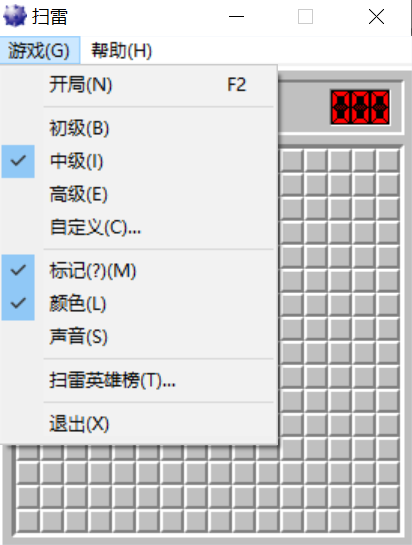 扫雷
游戏(G) 帮助(H)
开局(N) F2
初级(B)
中级(I)
高级(E)
自定义(C)...
标记(?)(M)
颜色(L)
声音(S)
扫雷英雄榜(T)...
退出(X)
000